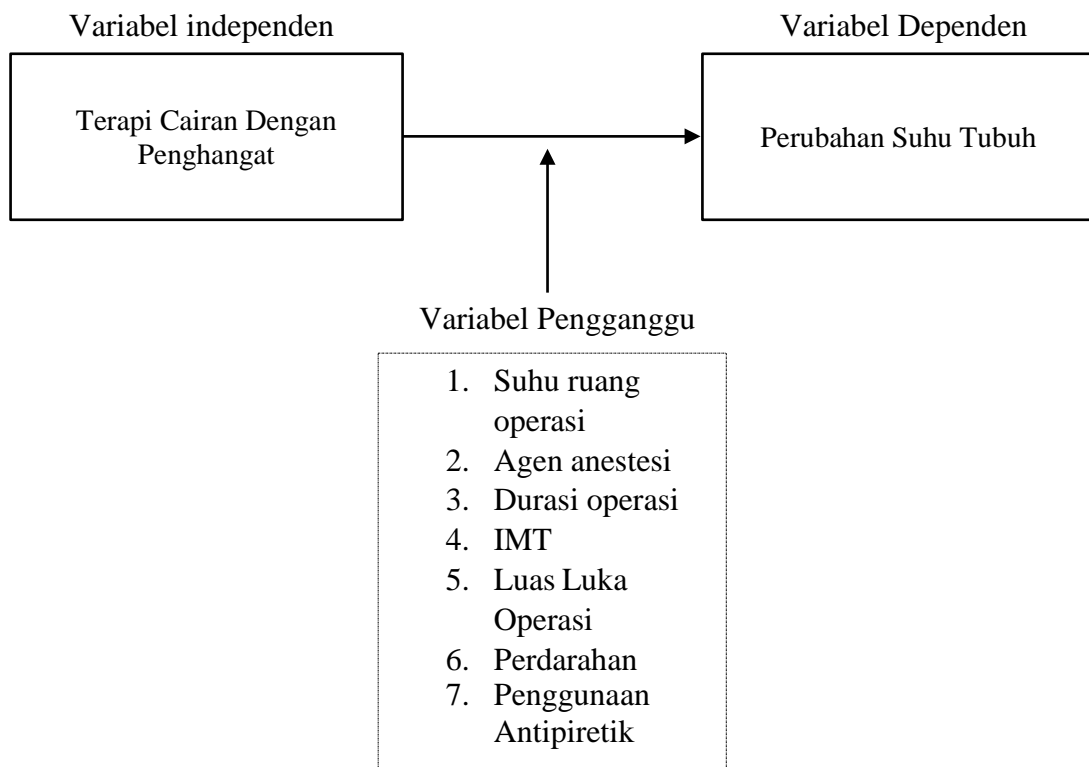 Variabel independen
Variabel Dependen
Terapi Cairan Dengan
Penghangat
Perubahan Suhu Tubuh
Variabel Pengganggu
1. Suhu ruang
operasi
2. Agen anestesi
3. Durasi operasi
4. IMT
5. Luas Luka
Operasi
6. Perdarahan
7. Penggunaan
Antipiretik